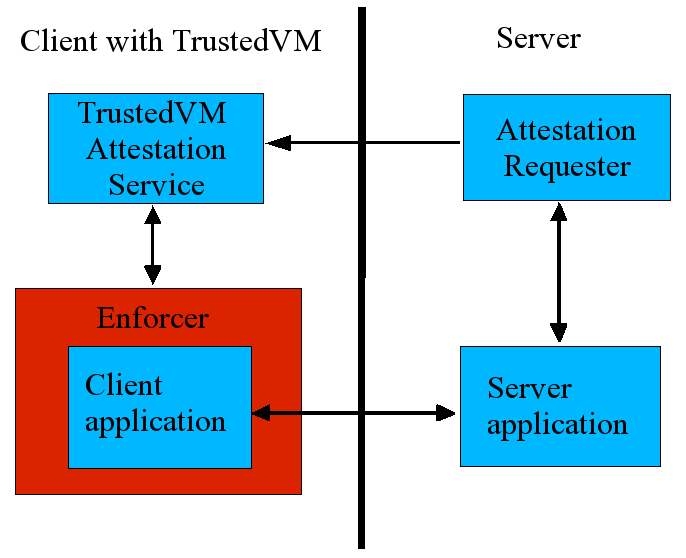 Client with TrustedVM
Server
TrustedVM
Attestation
Service
Attestation
Requester
Enforcer
Client
application
Server
application